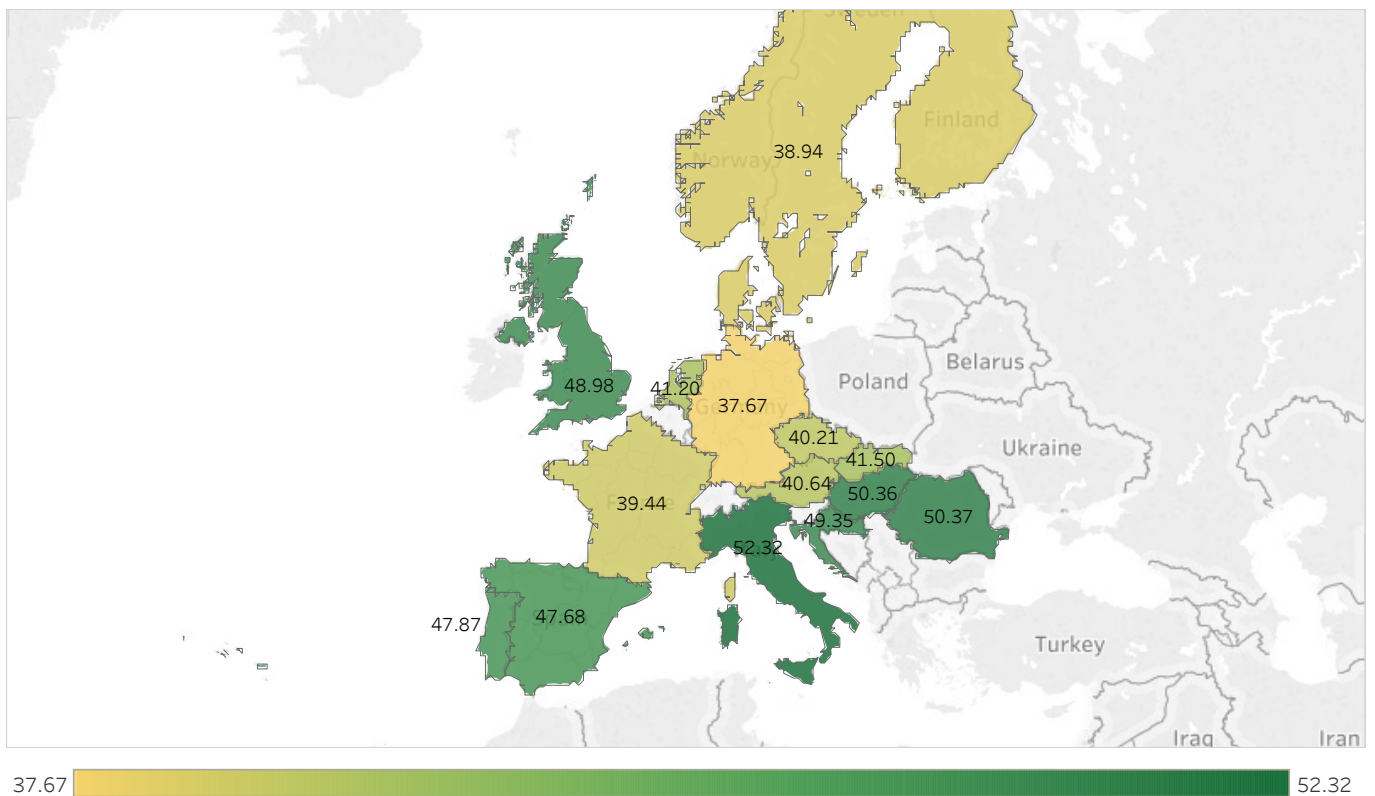 Sweden
Finland
Norway
38.94
48.98
41.20
Germany
37.67
Poland
Belarus
Ukraine
40.21
41.50
40.64
50.36
39.44
49.35
50.37
52.32
47.87
47.68
Turkey
Iraq
Iran
37.67
52.32